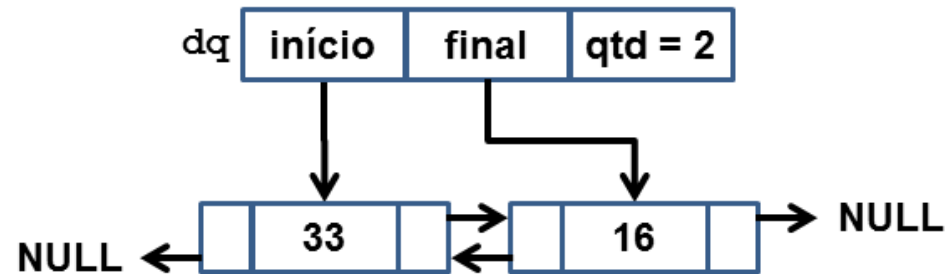 dq início final qtd = 2
33 16 NULL
NULL